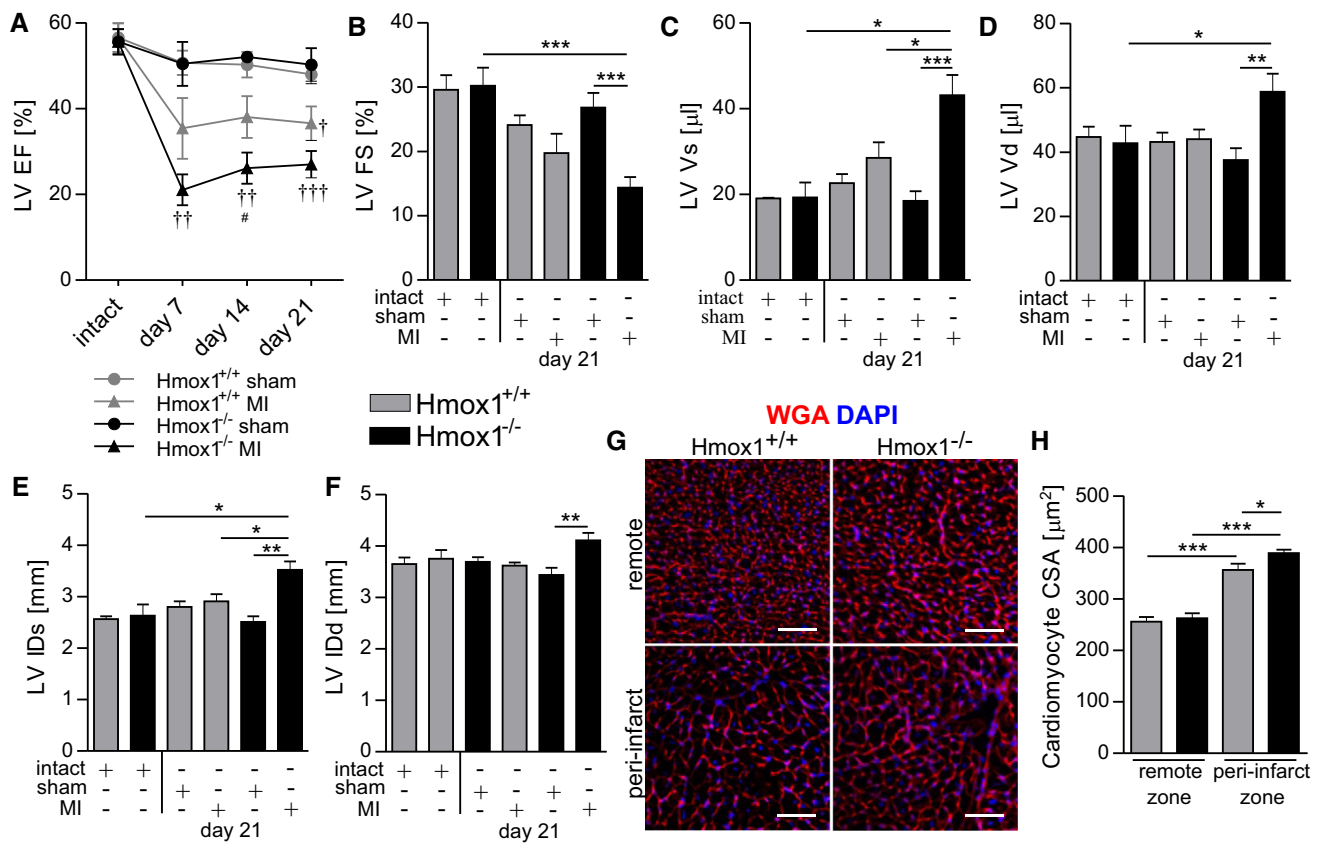 A
LV EF [%]
60
40
20
0
intact
day 7
day 14
day 21
†
††
††
#
†††
Hmox1+/+ sham
Hmox1+/+ MI
Hmox1-/- sham
Hmox1-/- MI
B
LV FS [%]
40
30
20
10
0
***
***
intact + + - - - -
sham - - + - + -
MI - - - + - +
day 21
C
LV Vs [µl]
60
40
20
0
*
*
***
intact + + - - - -
sham - - + - + -
MI - - - + - +
day 21
D
LV Vd [µl]
80
60
40
20
0
*
**
intact + + - - - -
sham - - + - + -
MI - - - + - +
day 21
Hmox1+/+
Hmox1-/-
E
LV IDs [mm]
5
4
3
2
1
0
*
*
**
intact + + - - - -
sham - - + - + -
MI - - - + - +
day 21
F
LV IDd [mm]
5
4
3
2
1
0
**
intact + + - - - -
sham - - + - + -
MI - - - + - +
day 21
G
WGA DAPI
Hmox1+/+ Hmox1-/-
remote
peri-infarct
H
Cardiomyocyte CSA [µm2]
500
400
300
200
100
0
*
***
***
remote zone
peri-infarct zone